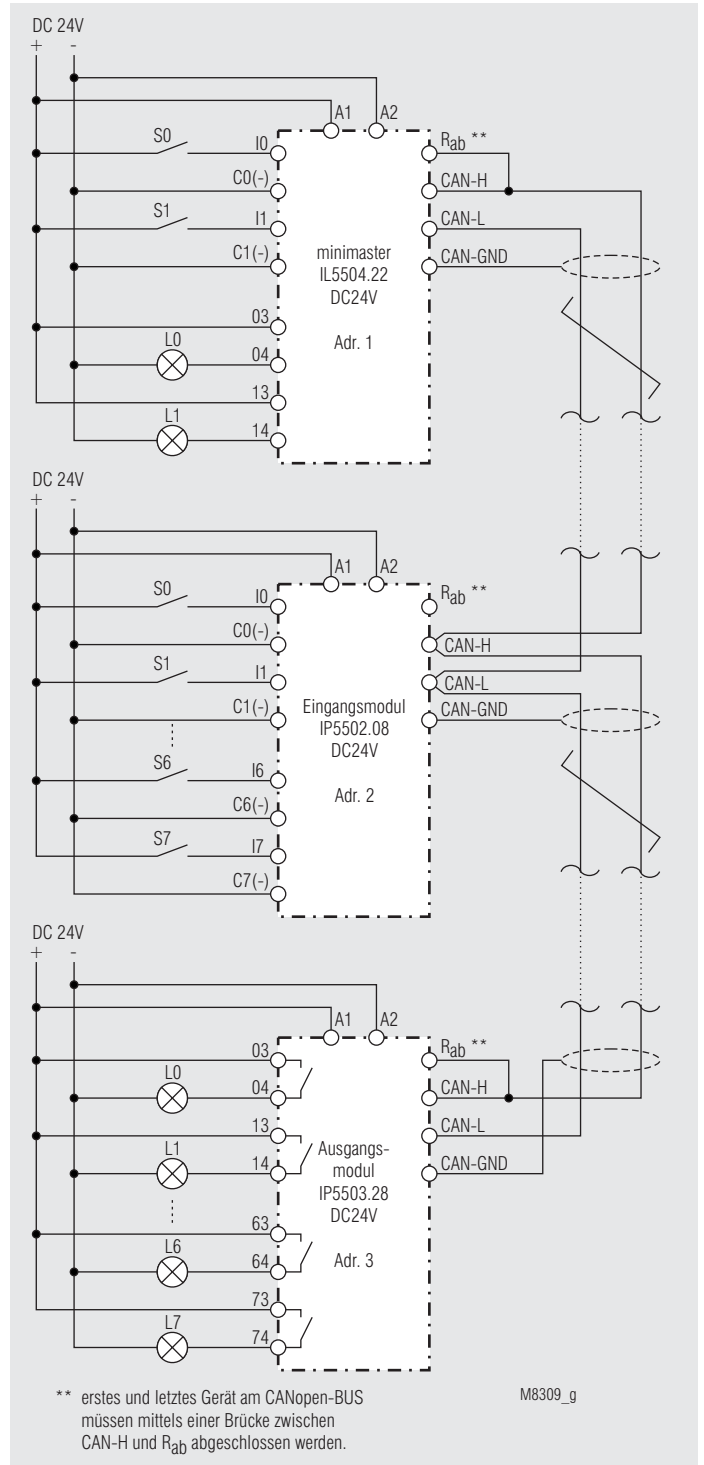 DC 24V
+ -
A1 A2
S0 I0 Rab **
C0(-) CAN-H
S1 I1 CAN-L
C1(-) CAN-GND
minimaster
IL5504.22
DC24V
03
Adr. 1
L0 04
13
L1 14
DC 24V
+ -
A1 A2
S0 I0 Rab **
C0(-) CAN-H
S1 I1 CAN-L
C1(-) CAN-GND
Eingangsmodul
IP5502.08
DC24V
S6 I6
Adr. 2
C6(-)
S7 I7
C7(-)
DC 24V
+ -
A1 A2
03 Rab **
L0 04 CAN-H
13 CAN-L
L1 14 CAN-GND
Ausgangs-
modul
IP5503.28
DC24V
63
L6 64 Adr. 3
73
L7 74
** erstes und letztes Gerät am CANopen-BUS
müssen mittels einer Brücke zwischen
CAN-H und Rab abgeschlossen werden.
M8309_g